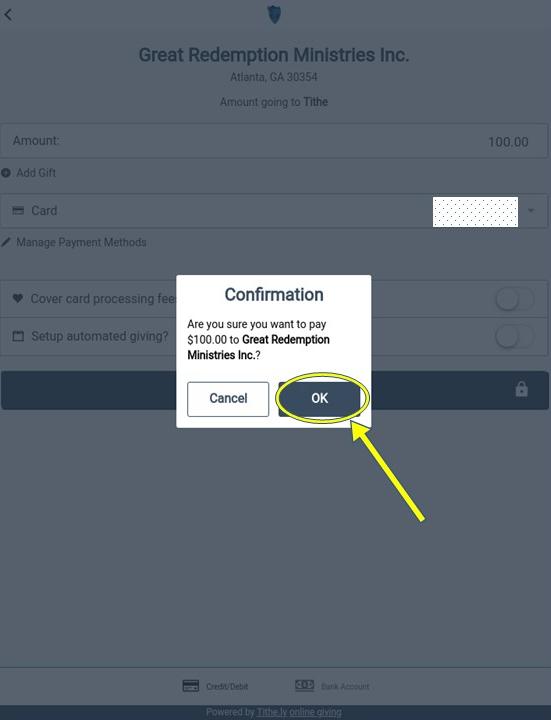 Great Redemption Ministries Inc.
Atlanta, GA 30354
Amount going to Tithe
Amount: 100.00
Add Gift
Card
Manage Payment Methods
Cover card processing fees
Setup automated giving?
Confirmation
Are you sure you want to pay
$100.00 to Great Redemption
Ministries Inc.?
Cancel OK
Credit/Debit Bank Account
Powered by Tithe.ly online giving